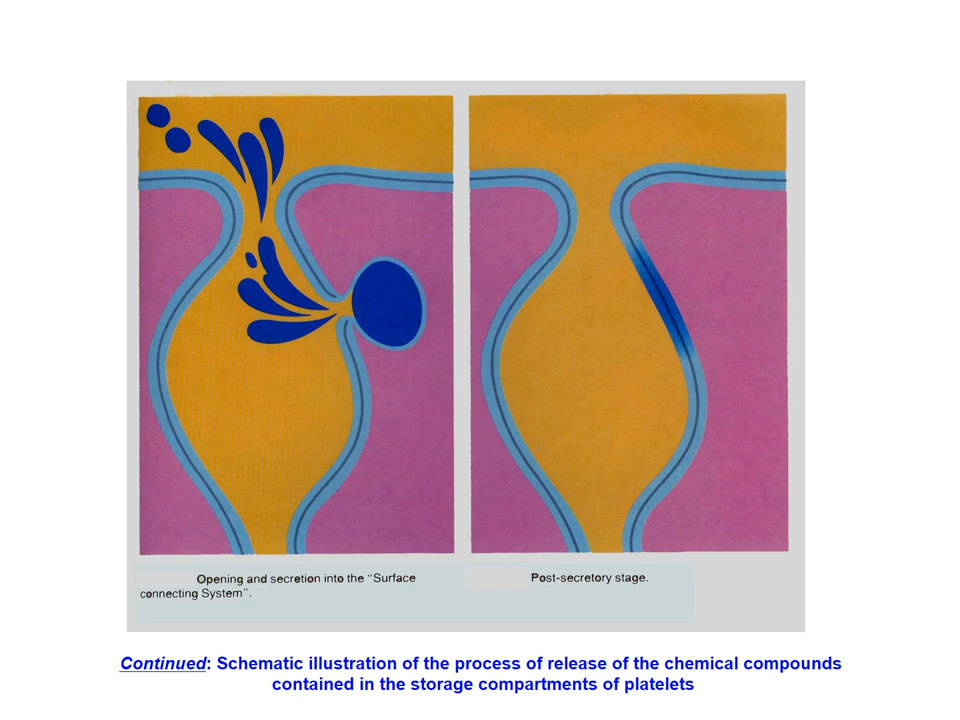 Opening and secretion into the “Surface
connecting System”.
Post-secretory stage.
Continued: Schematic illustration of the process of release of the chemical compounds
contained in the storage compartments of platelets